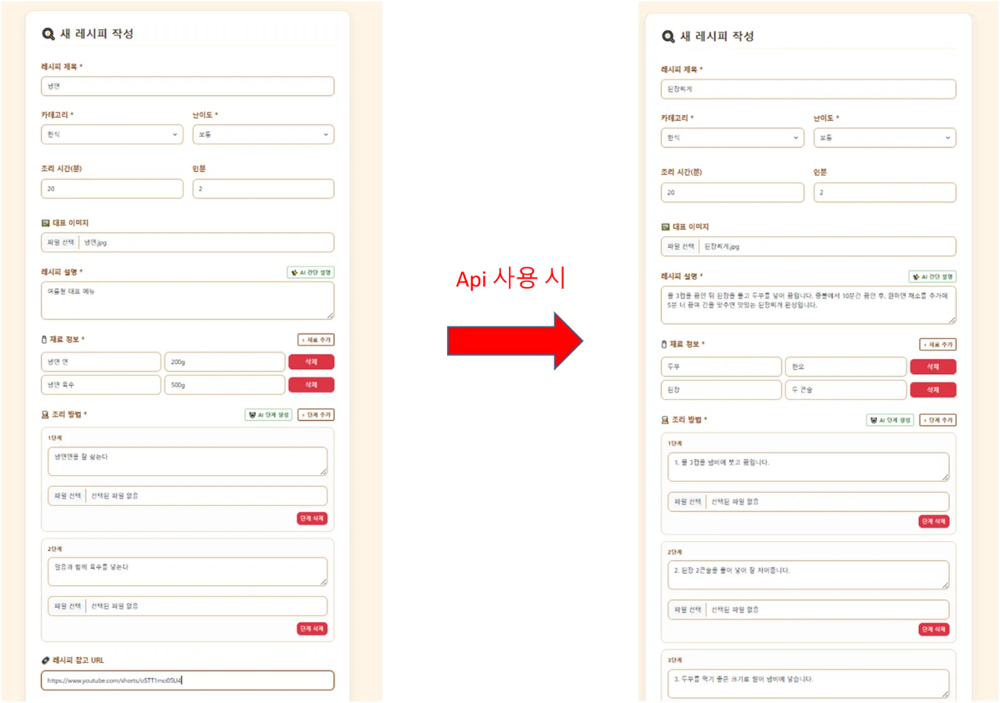 새 레시피 작성
레시피 제목 *
냉면
카테고리 * 난이도 *
한식 보통
조리 시간(분) 인분
20 2
대표 이미지
파일 선택 냉면.jpg
레시피 설명 * AI 간단 설명
여름철 대표 메뉴
재료 정보 * + 재료 추가
냉면 면 200g 삭제
냉면 육수 500g 삭제
조리 방법 * AI 단계 생성 + 단계 추가
1단계
냉면면을 잘 삶는다
파일 선택 선택된 파일 없음
단계 삭제
2단계
얼음과 함께 육수를 넣는다
파일 선택 선택된 파일 없음
단계 삭제
레시피 참고 URL
https://www.youtube.com/shorts/oSTT1mo05U4
Api 사용 시
새 레시피 작성
레시피 제목 *
된장찌게
카테고리 * 난이도 *
한식 보통
조리 시간(분) 인분
20 2
대표 이미지
파일 선택 된장찌게.jpg
레시피 설명 * AI 간단 설명
물 3컵을 끓인 뒤 된장을 풀고 두부를 넣어 끓입니다. 중불에서 10분간 끓인 후, 원하면 채소를 추가해
5분 더 끓여 간을 맞추면 맛있는 된장찌개 완성입니다.
재료 정보 * + 재료 추가
두부 한모 삭제
된장 두 큰술 삭제
조리 방법 * AI 단계 생성 + 단계 추가
1단계
1. 물 3컵을 냄비에 붓고 끓입니다.
파일 선택 선택된 파일 없음
단계 삭제
2단계
2. 된장 2큰술을 풀어 넣어 잘 저어줍니다.
파일 선택 선택된 파일 없음
단계 삭제
3단계
3. 두부를 먹기 좋은 크기로 썰어 냄비에 넣습니다.